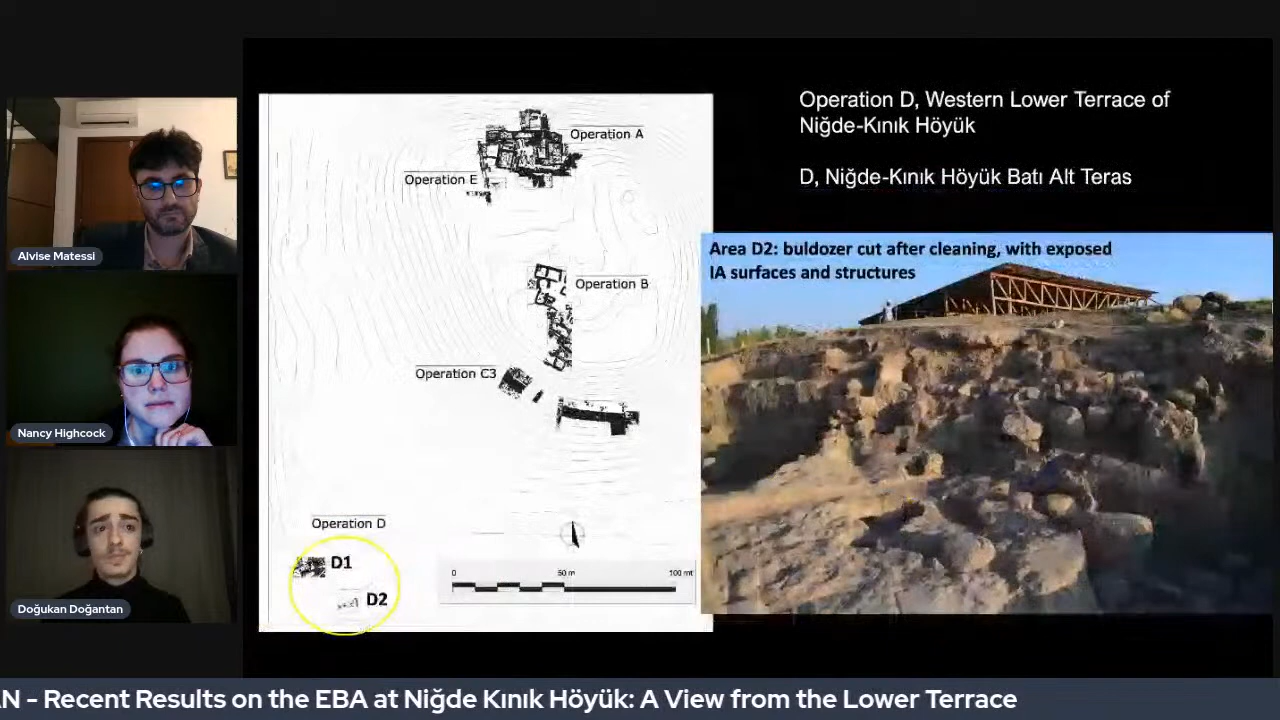 Alvise Matessi
Nancy Highcock
Doğukan Doğantan
Operation A
Operation E
Operation B
Operation C3
Operation D
D1
D2
0
50 m
100 mt
Operation D, Western Lower Terrace of
Niğde-Kınık Höyük
D, Niğde-Kınık Höyük Batı Alt Teras
Area D2: buldozer cut after cleaning, with exposed
IA surfaces and structures
AN - Recent Results on the EBA at Niğde Kınık Höyük: A View from the Lower Terrace